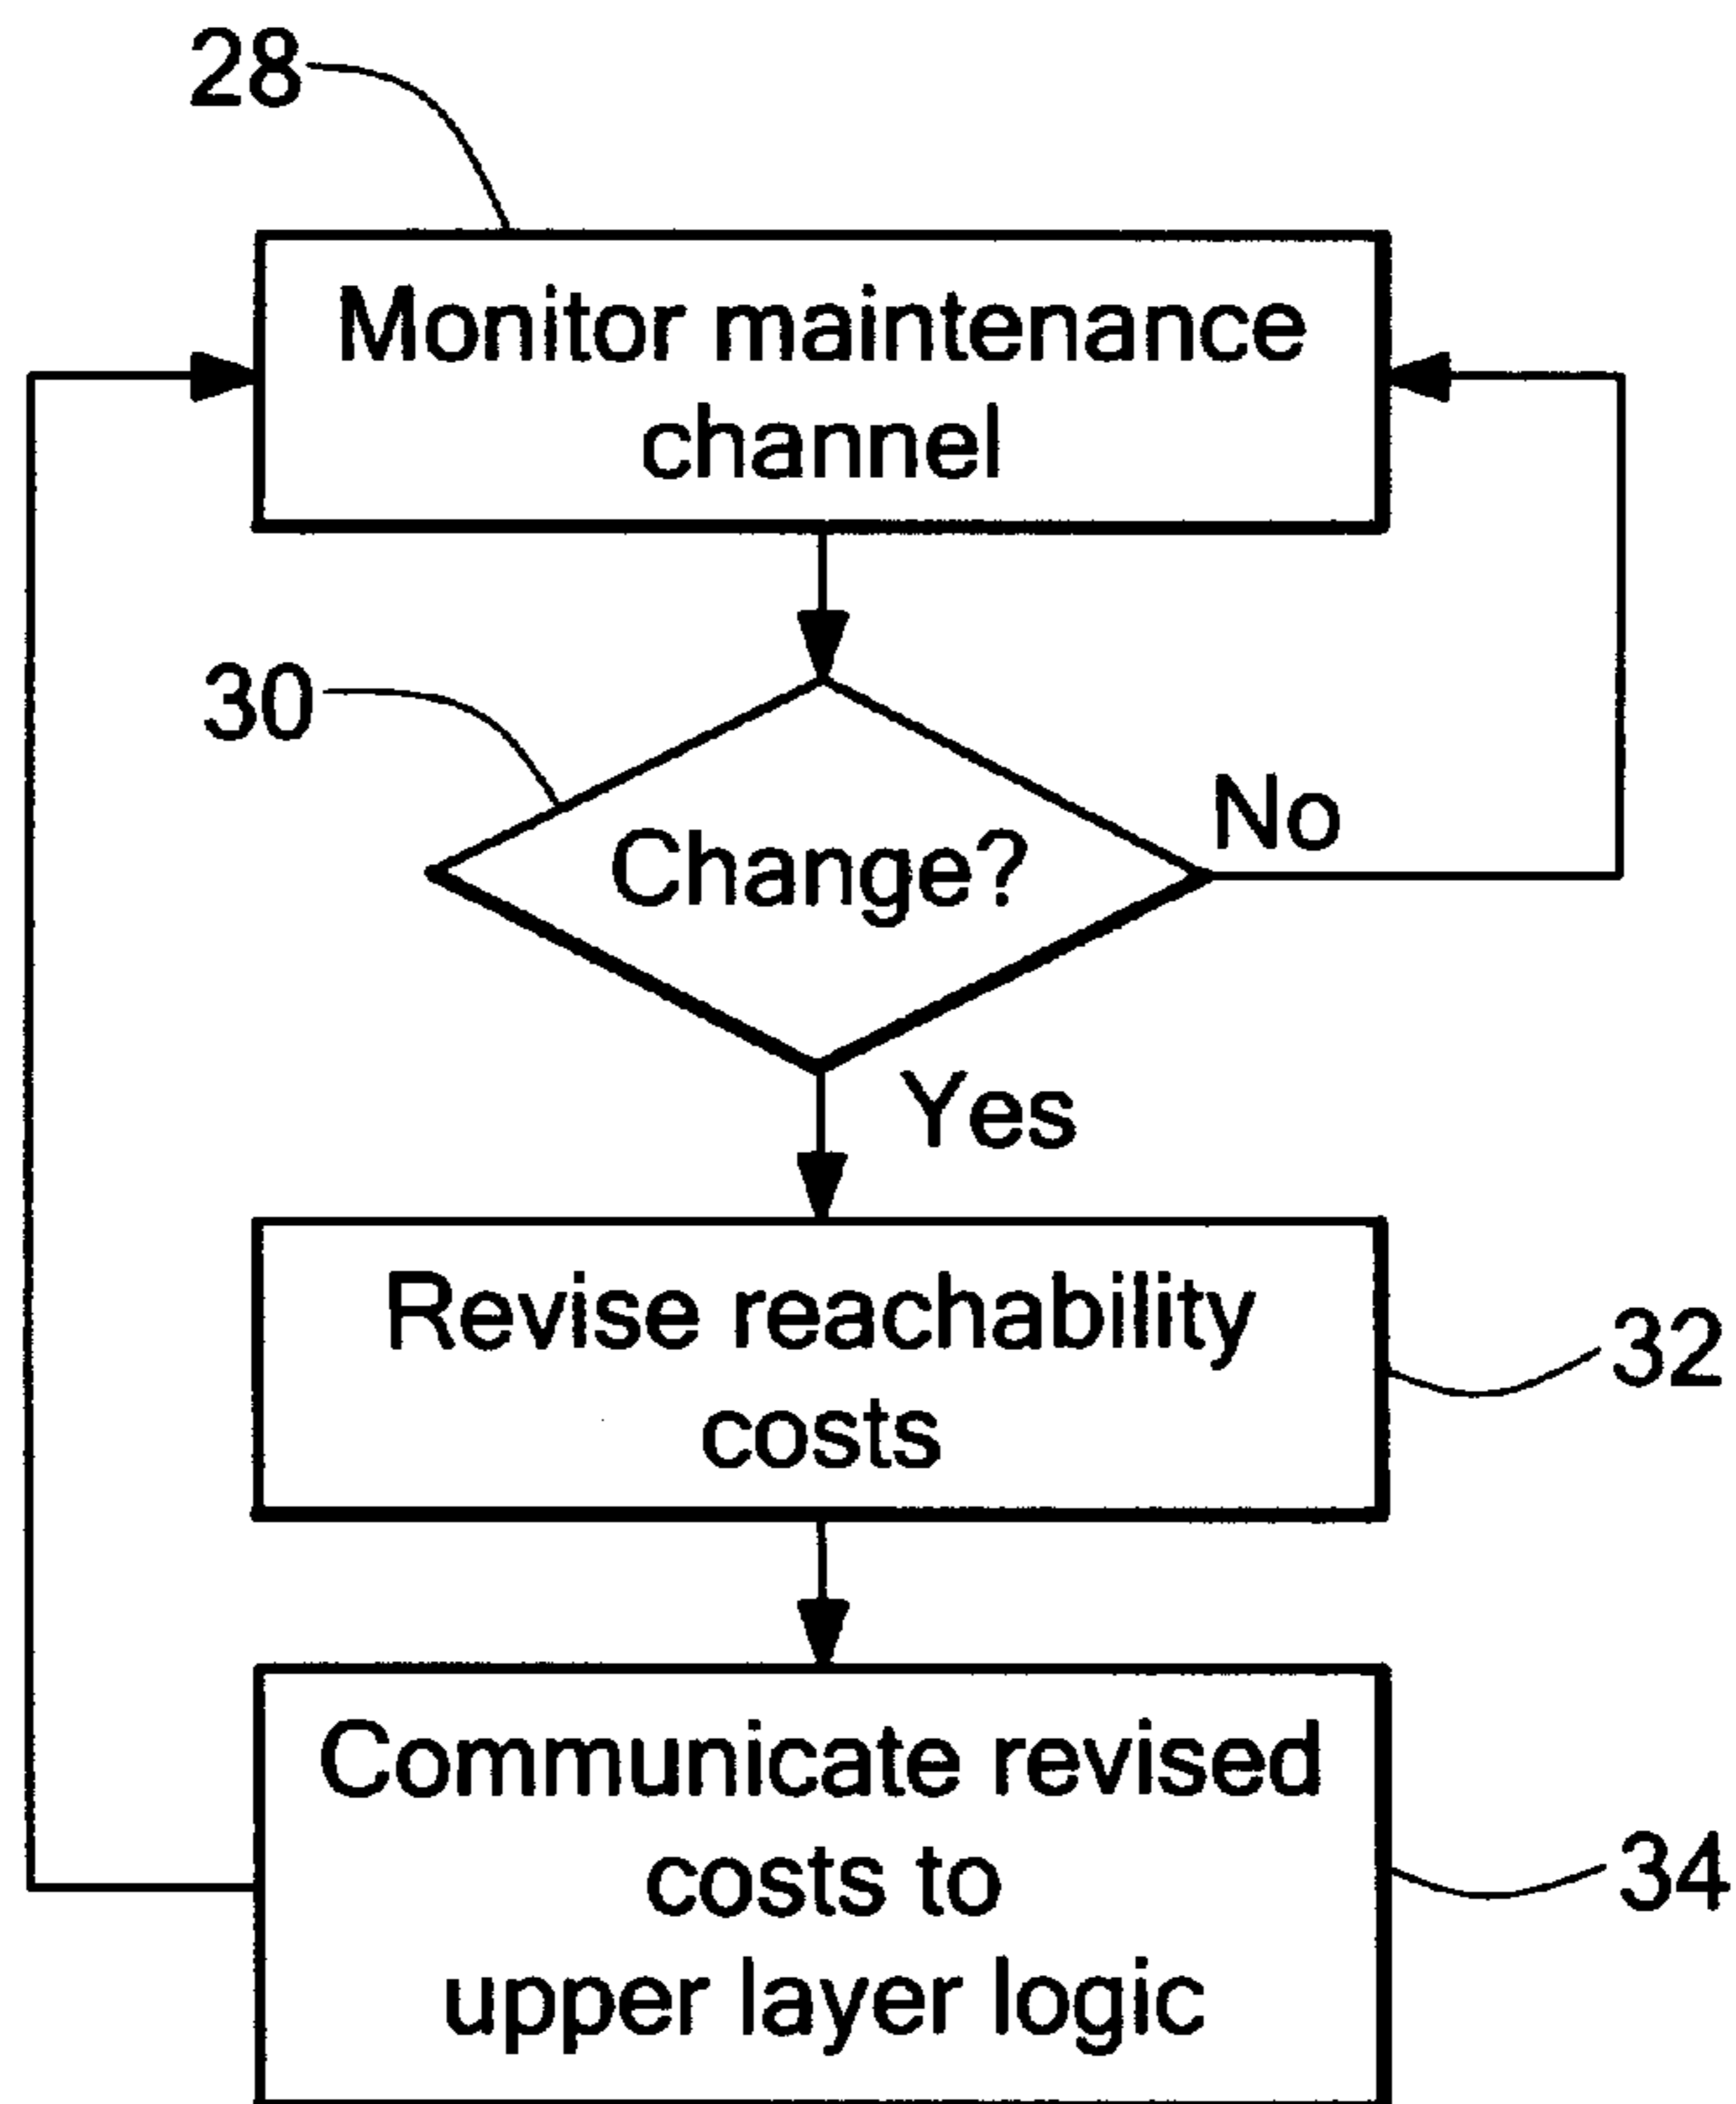 28
Monitor maintenance
channel
30
Change?
No
Yes
Revise reachability
costs
32
Communicate revised
costs to
upper layer logic
34